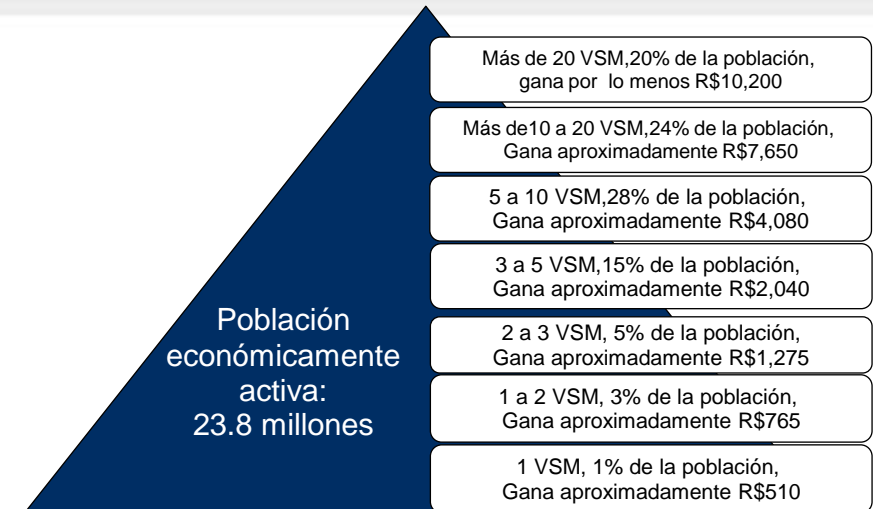 Más de 20 VSM,20% de la población,
gana por lo menos R$10,200
Más de10 a 20 VSM,24% de la población,
Gana aproximadamente R$7,650
5 a 10 VSM,28% de la población,
Gana aproximadamente R$4,080
3 a 5 VSM,15% de la población,
Gana aproximadamente R$2,040
2 a 3 VSM, 5% de la población,
Gana aproximadamente R$1,275
1 a 2 VSM, 3% de la población,
Gana aproximadamente R$765
1 VSM, 1% de la población,
Gana aproximadamente R$510
Población
económicamente
activa:
23.8 millones